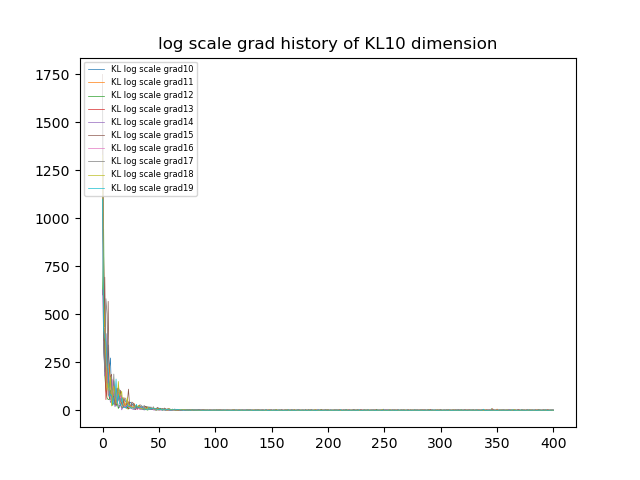 log scale grad history of KL10 dimension
1750
1500
1250
1000
750
500
250
0
KL log scale grad10
KL log scale grad11
KL log scale grad12
KL log scale grad13
KL log scale grad14
KL log scale grad15
KL log scale grad16
KL log scale grad17
KL log scale grad18
KL log scale grad19
0 50 100 150 200 250 300 350 400